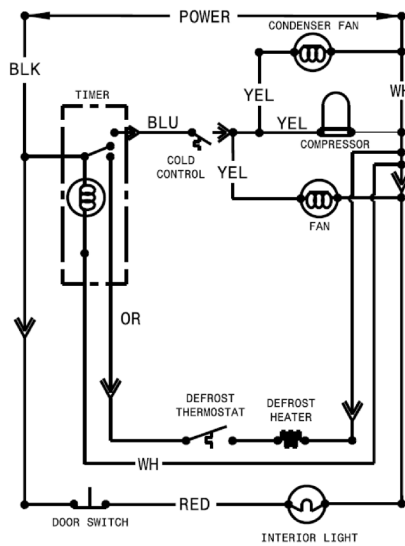 POWER
CONDENSER FAN
BLK
WH
TIMER
YEL
BLU
YEL
COMPRESSOR
COLD
CONTROL
YEL
FAN
OR
DEFROST
THERMOSTAT
DEFROST
HEATER
WH
RED
DOOR SWITCH
INTERIOR LIGHT